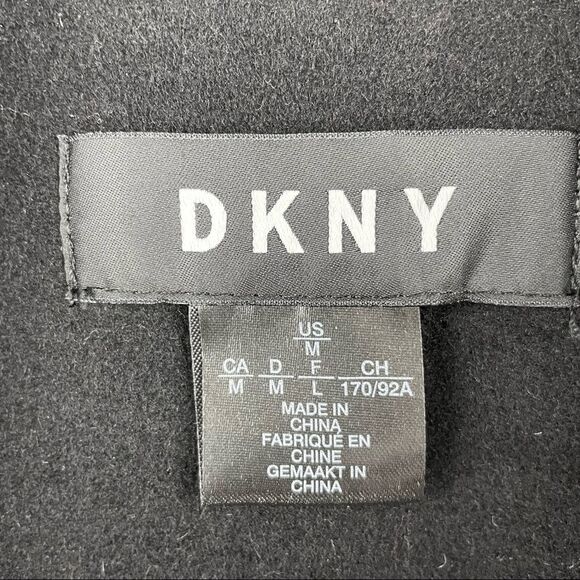 DKNY
US
M
CA D F CH
M M L 170/92A
MADE IN
CHINA
FABRIQUÉ EN
CHINE
GEMAAKT IN
CHINA